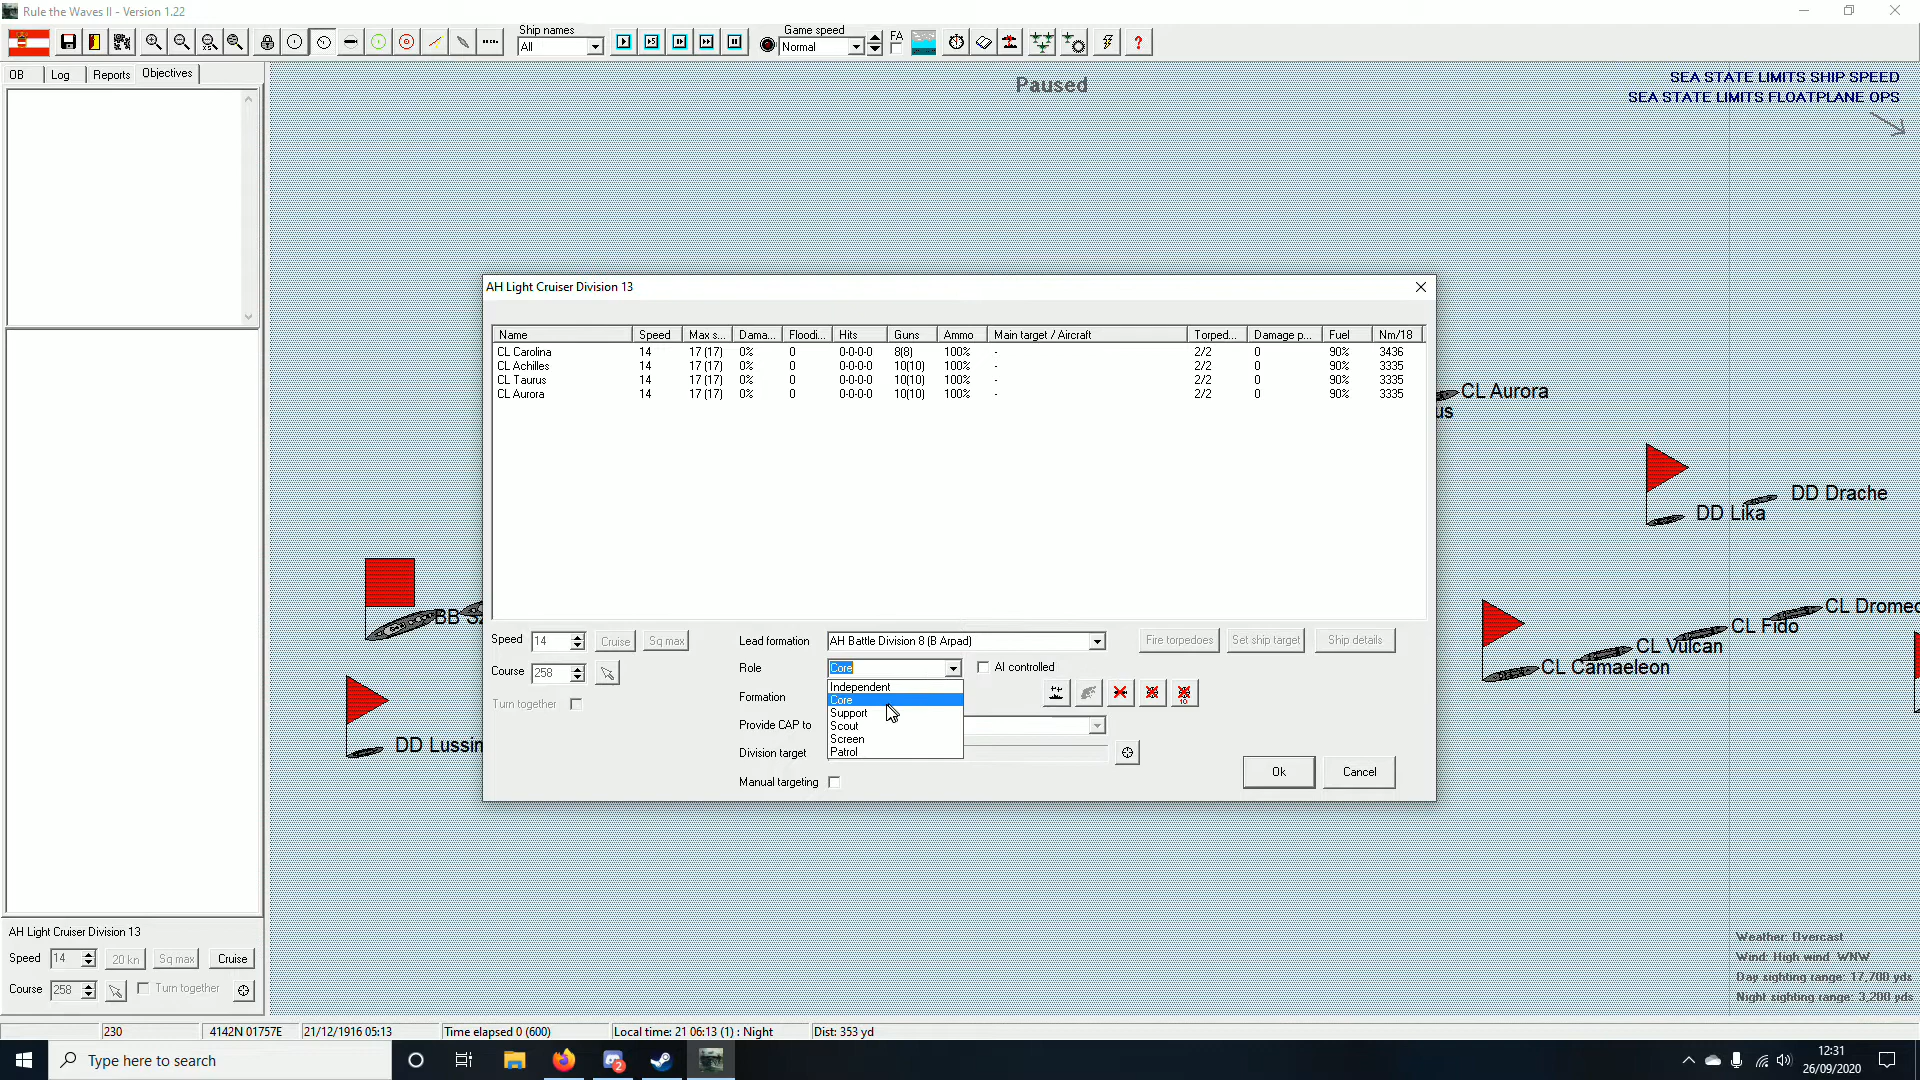 Rule the Waves II - Version 1.22
Ship names
All
Game speed
Normal
FA
OB Log Reports Objectives
Paused
SEA STATE LIMITS SHIP SPEED
SEA STATE LIMITS FLOATPLANE OPS
AH Light Cruiser Division 13
Name Speed Max s... Dama... Floodi... Hits Guns Ammo Main target / Aircraft Torped... Damage p... Fuel Nm/18
CL Carolina 14 17 (17) 0% 0 0-0-0-0 8(8) 100% - 2/2 0 90% 3436
CL Achilles 14 17 (17) 0% 0 0-0-0-0 10(10) 100% - 2/2 0 90% 3335
CL Taurus 14 17 (17) 0% 0 0-0-0-0 10(10) 100% - 2/2 0 90% 3335
CL Aurora 14 17 (17) 0% 0 0-0-0-0 10(10) 100% - 2/2 0 90% 3335
CL Aurora
us
DD Drache
DD Lika
CL Dromed
CL Fido
CL Vulcan
CL Camaeleon
BB S
DD Lussin
Speed 14 Cruise Sq max
Course 258
Turn together
Lead formation AH Battle Division 8 (B Arpad)
Role Core
AI controlled
Independent
Core
Support
Scout
Screen
Patrol
Formation
Provide CAP to
Division target
Manual targeting
Fire torpedoes Set ship target Ship details
10
Ok Cancel
AH Light Cruiser Division 13
Speed 14 20 kn Sq max Cruise
Course 258 Turn together
Weather: Overcast
Wind: High wind WNW
Day sighting range: 17,700 yds
Night sighting range: 3,200 yds
230 4142N 01757E 21/12/1916 05:13 Time elapsed 0 (600) Local time: 21 06:13 (1) : Night Dist: 353 yd
Type here to search
2
12:31
26/09/2020